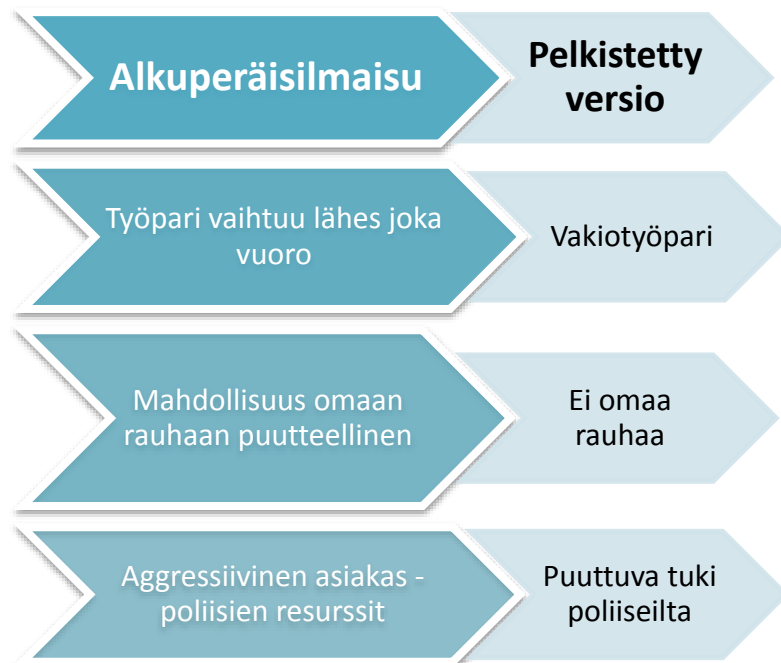 Alkuperäisilmaisu
Pelkistetty
versio
Työpari vaihtuu lähes joka
vuoro
Vakiotyöpari
Mahdollisuus omaan
rauhaan puutteellinen
Ei omaa
rauhaa
Aggressiivinen asiakas -
poliisien resurssit
Puuttuva tuki
poliiseilta